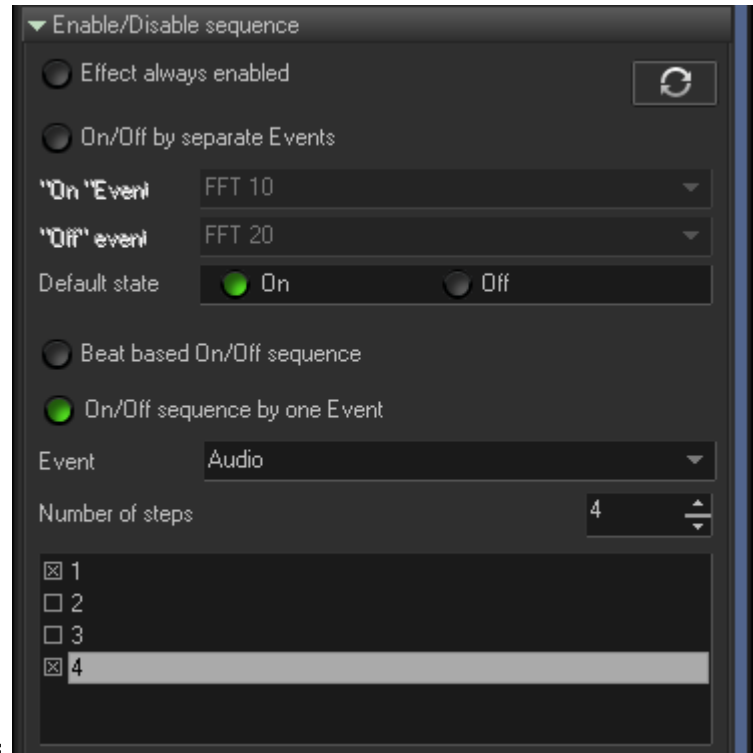 Enable/Disable sequence
Effect always enabled
On/Off by separate Events
"On "Event FFT 10
"Off" event FFT 20
Default state On Off
Beat based On/Off sequence
On/Off sequence by one Event
Event Audio
Number of steps 4
1
2
3
4